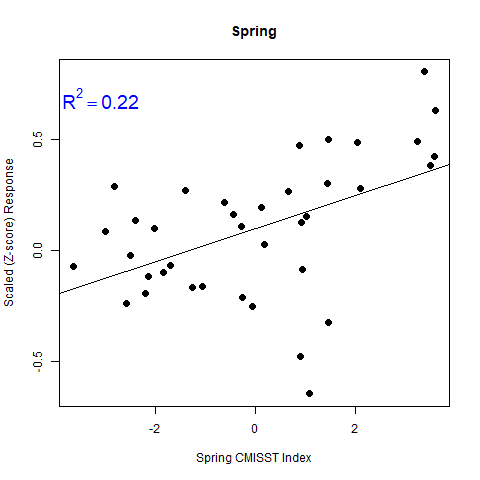 Spring
R² = 0.22
Scaled (Z-score) Response
0.5
0.0
-0.5
-2
0
2
Spring CMISST Index